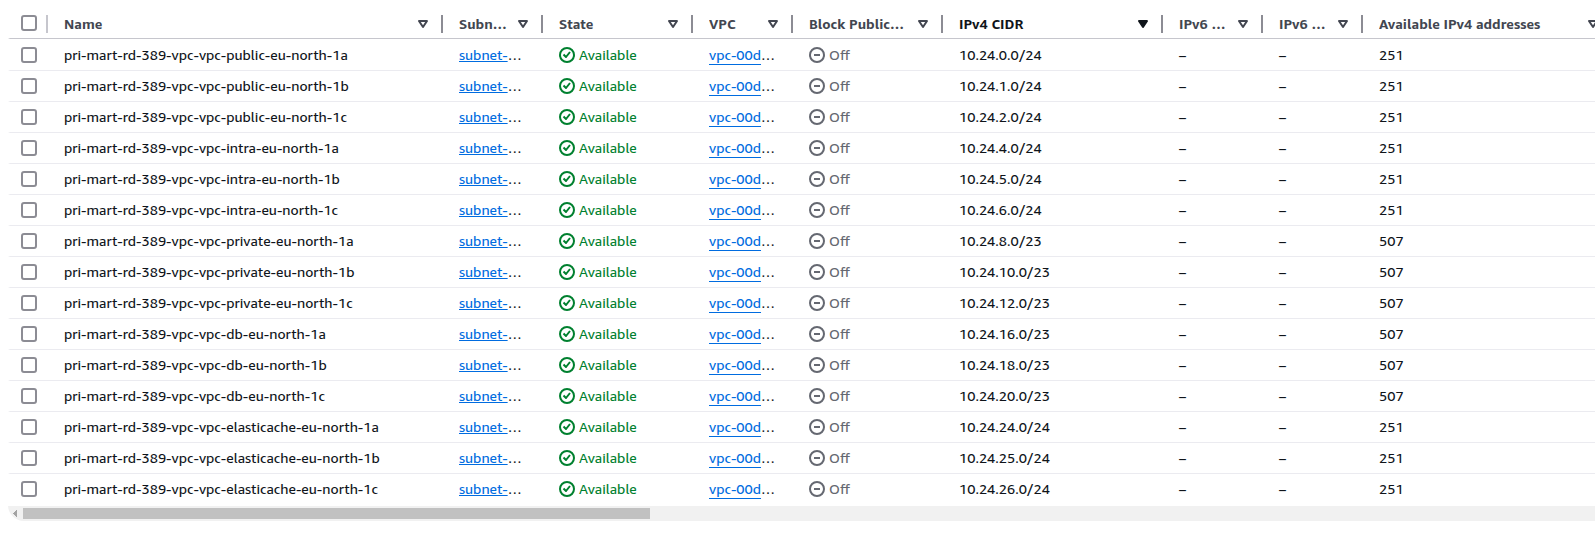 Name Subn... State VPC Block Public... IPv4 CIDR IPv6 ... IPv6 ... Available IPv4 addresses
pri-mart-rd-389-vpc-vpc-public-eu-north-1a subnet-... Available vpc-00d... Off 10.24.0.0/24 – – 251
pri-mart-rd-389-vpc-vpc-public-eu-north-1b subnet-... Available vpc-00d... Off 10.24.1.0/24 – – 251
pri-mart-rd-389-vpc-vpc-public-eu-north-1c subnet-... Available vpc-00d... Off 10.24.2.0/24 – – 251
pri-mart-rd-389-vpc-vpc-intra-eu-north-1a subnet-... Available vpc-00d... Off 10.24.4.0/24 – – 251
pri-mart-rd-389-vpc-vpc-intra-eu-north-1b subnet-... Available vpc-00d... Off 10.24.5.0/24 – – 251
pri-mart-rd-389-vpc-vpc-intra-eu-north-1c subnet-... Available vpc-00d... Off 10.24.6.0/24 – – 251
pri-mart-rd-389-vpc-vpc-private-eu-north-1a subnet-... Available vpc-00d... Off 10.24.8.0/23 – – 507
pri-mart-rd-389-vpc-vpc-private-eu-north-1b subnet-... Available vpc-00d... Off 10.24.10.0/23 – – 507
pri-mart-rd-389-vpc-vpc-private-eu-north-1c subnet-... Available vpc-00d... Off 10.24.12.0/23 – – 507
pri-mart-rd-389-vpc-vpc-db-eu-north-1a subnet-... Available vpc-00d... Off 10.24.16.0/23 – – 507
pri-mart-rd-389-vpc-vpc-db-eu-north-1b subnet-... Available vpc-00d... Off 10.24.18.0/23 – – 507
pri-mart-rd-389-vpc-vpc-db-eu-north-1c subnet-... Available vpc-00d... Off 10.24.20.0/23 – – 507
pri-mart-rd-389-vpc-vpc-elasticache-eu-north-1a subnet-... Available vpc-00d... Off 10.24.24.0/24 – – 251
pri-mart-rd-389-vpc-vpc-elasticache-eu-north-1b subnet-... Available vpc-00d... Off 10.24.25.0/24 – – 251
pri-mart-rd-389-vpc-vpc-elasticache-eu-north-1c subnet-... Available vpc-00d... Off 10.24.26.0/24 – – 251